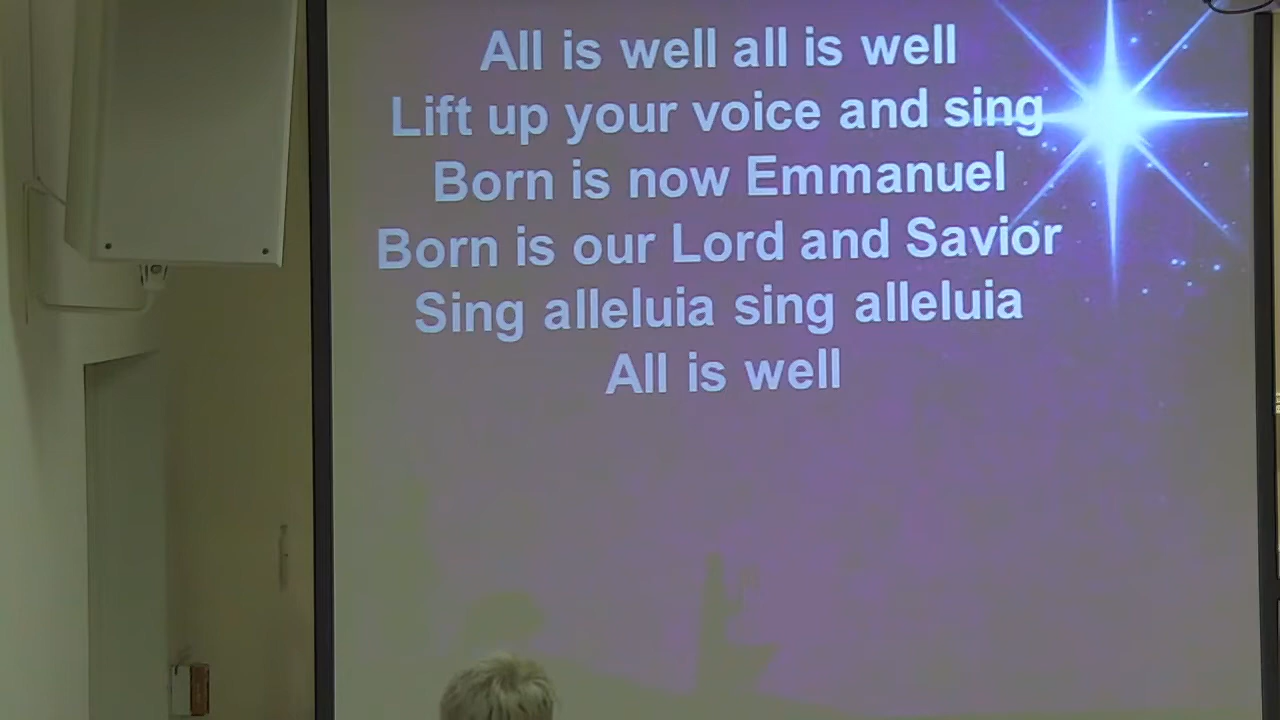 All is well all is well
Lift up your voice and sing
Born is now Emmanuel
Born is our Lord and Savior
Sing alleluia sing alleluia
All is well